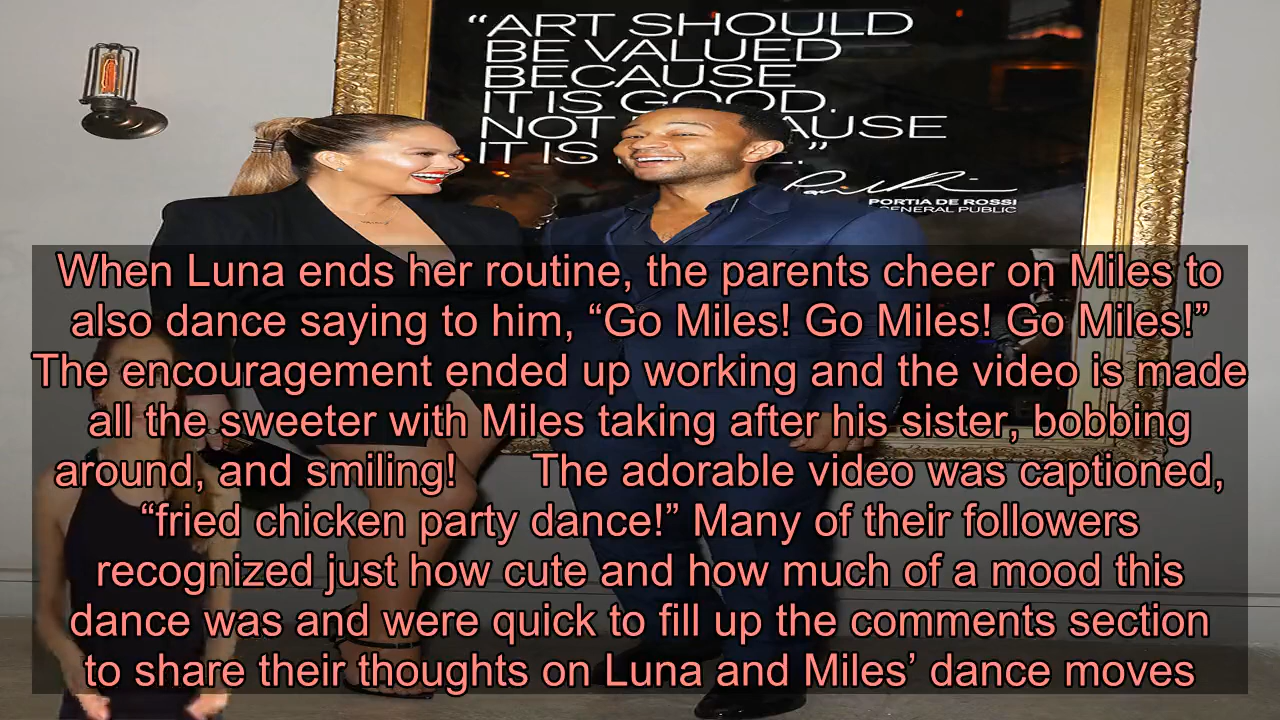 “ART SHOULD
BE VALUED
BECAUSE
IT IS GOOD.
NOT
IT IS
PORTIA DE ROSSI
GENERAL PUBLIC
When Luna ends her routine, the parents cheer on Miles to
also dance saying to him, “Go Miles! Go Miles! Go Miles!”
The encouragement ended up working and the video is made
all the sweeter with Miles taking after his sister, bobbing
around, and smiling! The adorable video was captioned,
“fried chicken party dance!” Many of their followers
recognized just how cute and how much of a mood this
dance was and were quick to fill up the comments section
to share their thoughts on Luna and Miles’ dance moves